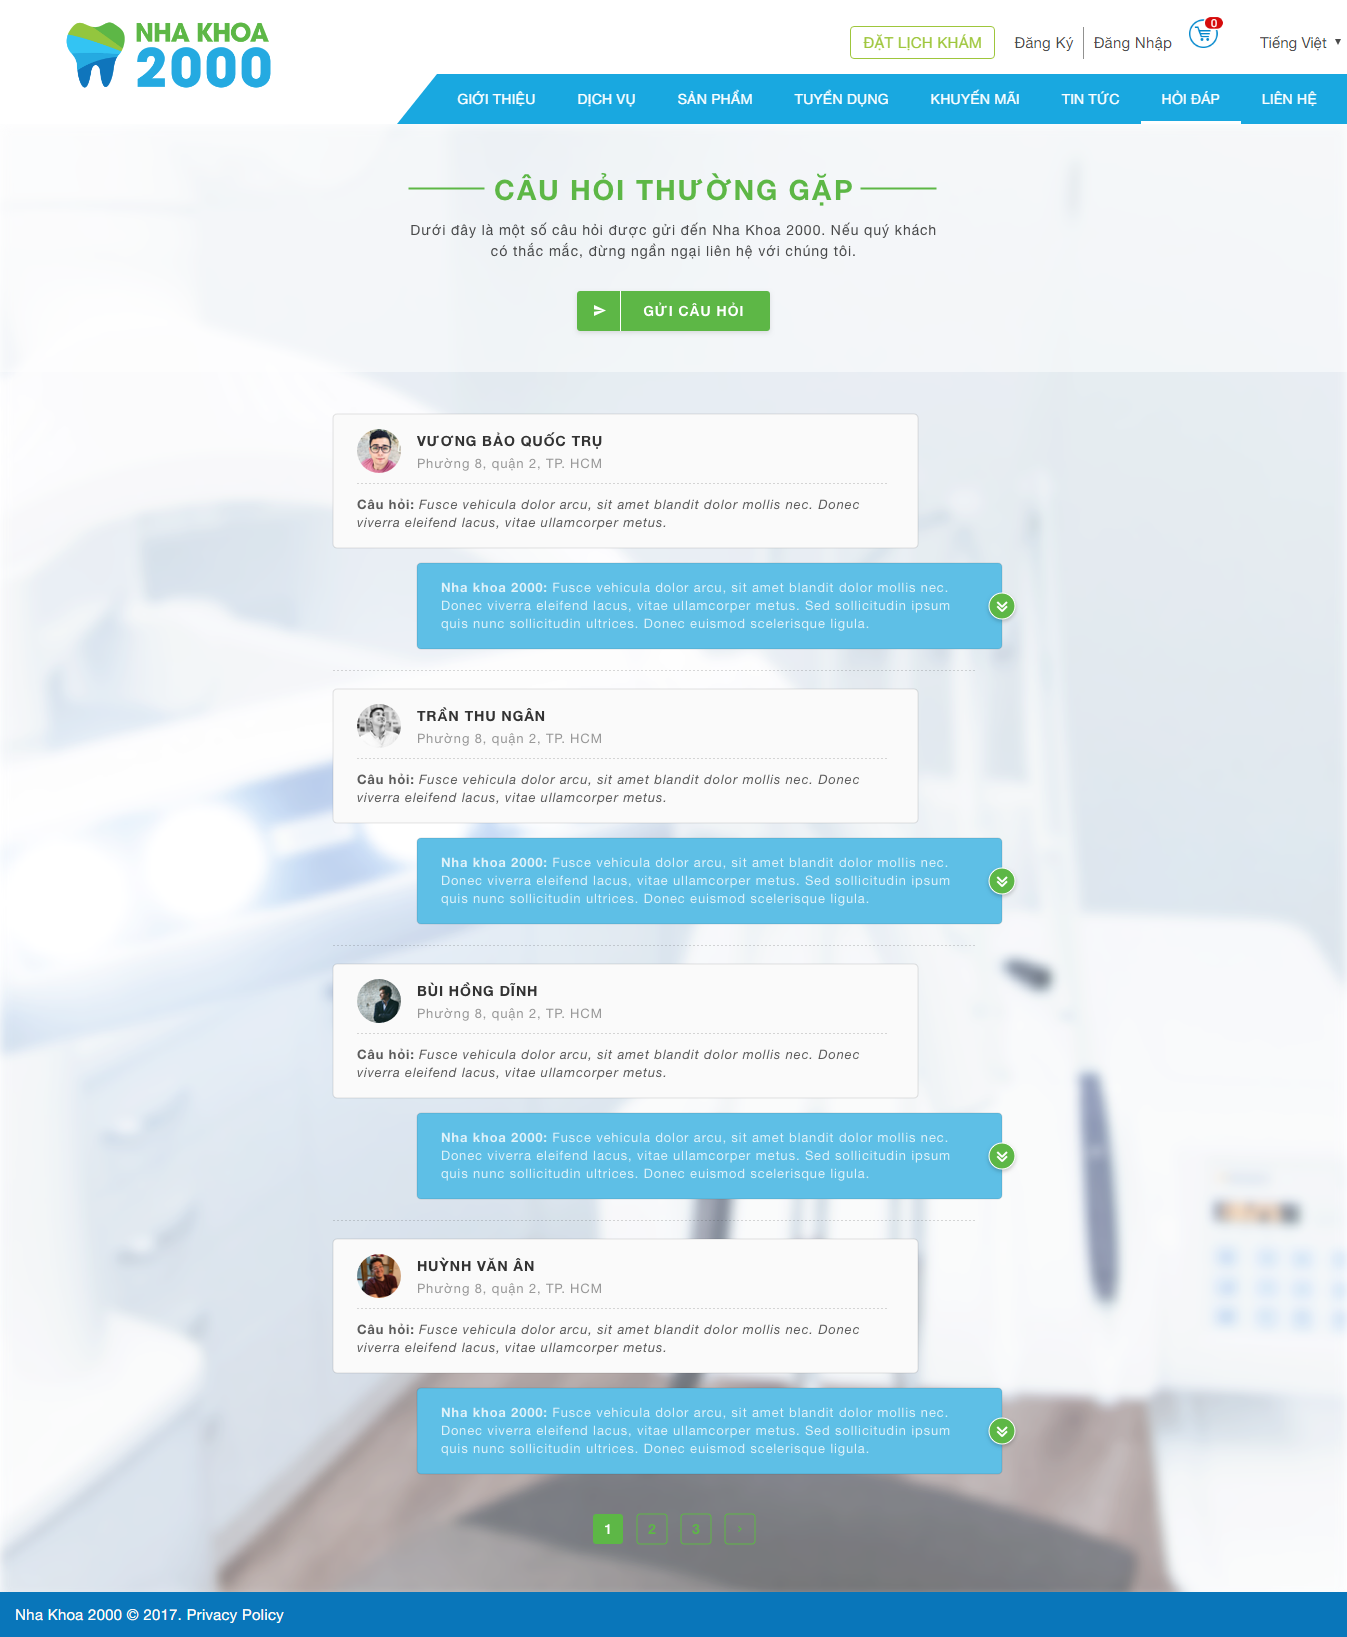 NHA KHOA
2000
ĐẶT LỊCH KHÁM
Đăng Ký
Đăng Nhập
0
Tiếng Việt
GIỚI THIỆU
DỊCH VỤ
SẢN PHẨM
TUYỂN DỤNG
KHUYẾN MÃI
TIN TỨC
HỎI ĐÁP
LIÊN HỆ
CÂU HỎI THƯỜNG GẶP
Dưới đây là một số câu hỏi được gửi đến Nha Khoa 2000. Nếu quý khách
có thắc mắc, đừng ngần ngại liên hệ với chúng tôi.
GỬI CÂU HỎI
VƯƠNG BẢO QUỐC TRỤ
Phường 8, quận 2, TP. HCM
Câu hỏi: Fusce vehicula dolor arcu, sit amet blandit dolor mollis nec. Donec
viverra eleifend lacus, vitae ullamcorper metus.
Nha khoa 2000: Fusce vehicula dolor arcu, sit amet blandit dolor mollis nec.
Donec viverra eleifend lacus, vitae ullamcorper metus. Sed sollicitudin ipsum
quis nunc sollicitudin ultrices. Donec euismod scelerisque ligula.
TRẦN THU NGÂN
Phường 8, quận 2, TP. HCM
Câu hỏi: Fusce vehicula dolor arcu, sit amet blandit dolor mollis nec. Donec
viverra eleifend lacus, vitae ullamcorper metus.
Nha khoa 2000: Fusce vehicula dolor arcu, sit amet blandit dolor mollis nec.
Donec viverra eleifend lacus, vitae ullamcorper metus. Sed sollicitudin ipsum
quis nunc sollicitudin ultrices. Donec euismod scelerisque ligula.
BÙI HỒNG DĨNH
Phường 8, quận 2, TP. HCM
Câu hỏi: Fusce vehicula dolor arcu, sit amet blandit dolor mollis nec. Donec
viverra eleifend lacus, vitae ullamcorper metus.
Nha khoa 2000: Fusce vehicula dolor arcu, sit amet blandit dolor mollis nec.
Donec viverra eleifend lacus, vitae ullamcorper metus. Sed sollicitudin ipsum
quis nunc sollicitudin ultrices. Donec euismod scelerisque ligula.
HUỲNH VĂN ÂN
Phường 8, quận 2, TP. HCM
Câu hỏi: Fusce vehicula dolor arcu, sit amet blandit dolor mollis nec. Donec
viverra eleifend lacus, vitae ullamcorper metus.
Nha khoa 2000: Fusce vehicula dolor arcu, sit amet blandit dolor mollis nec.
Donec viverra eleifend lacus, vitae ullamcorper metus. Sed sollicitudin ipsum
quis nunc sollicitudin ultrices. Donec euismod scelerisque ligula.
1 2 3 ›
Nha Khoa 2000 © 2017. Privacy Policy